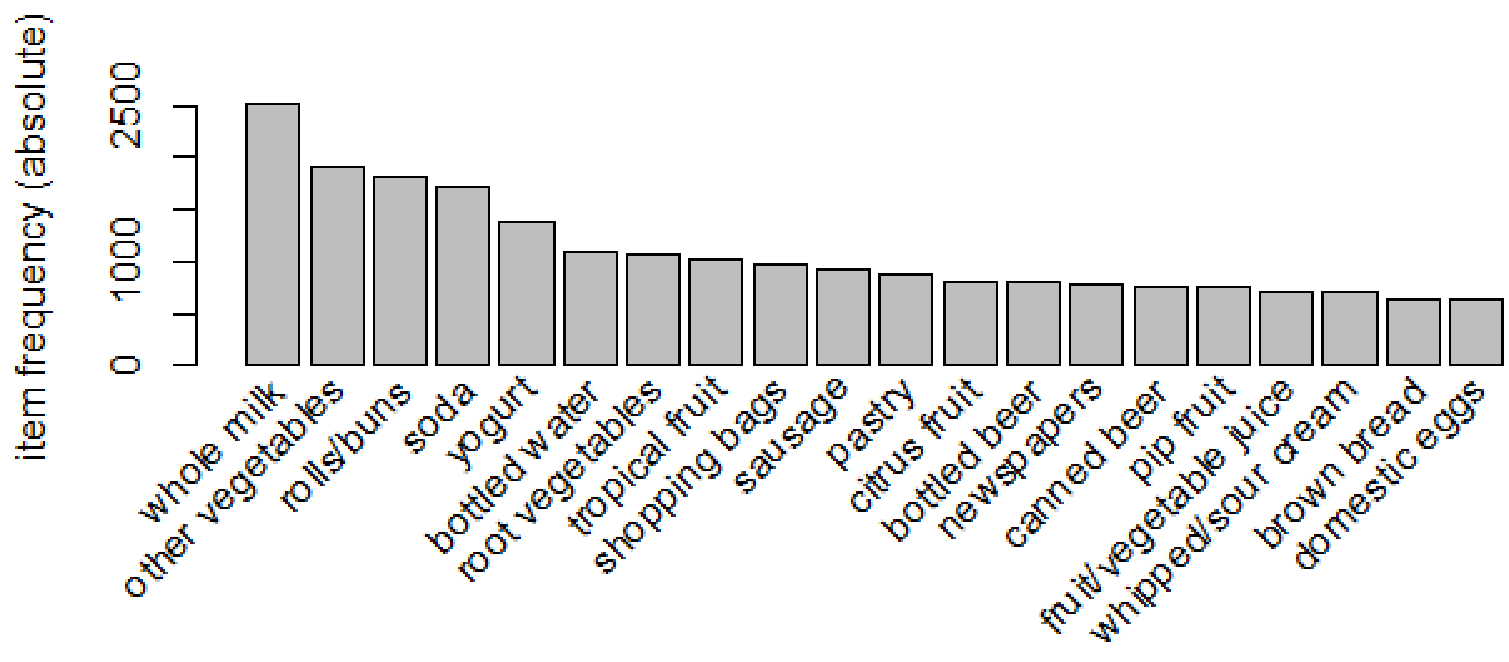 item frequency (absolute)
2500
1000
0
whole milk
other vegetables
rolls/buns
soda
yogurt
bottled water
root vegetables
tropical fruit
shopping bags
sausage
pastry
citrus fruit
bottled beer
newspapers
canned beer
pip fruit
fruit/vegetable juice
whipped/sour cream
brown bread
domestic eggs